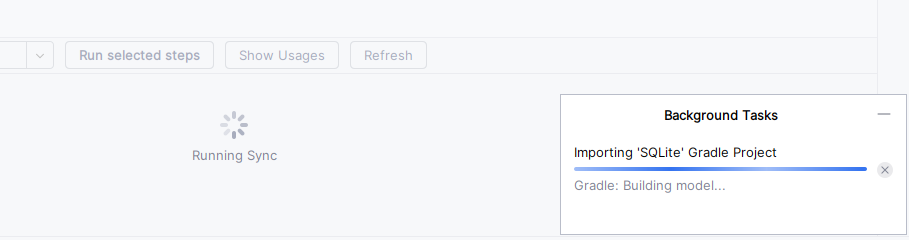 Run selected steps
Show Usages
Refresh
Running Sync
Background Tasks
Importing 'SQLite' Gradle Project
Gradle: Building model...